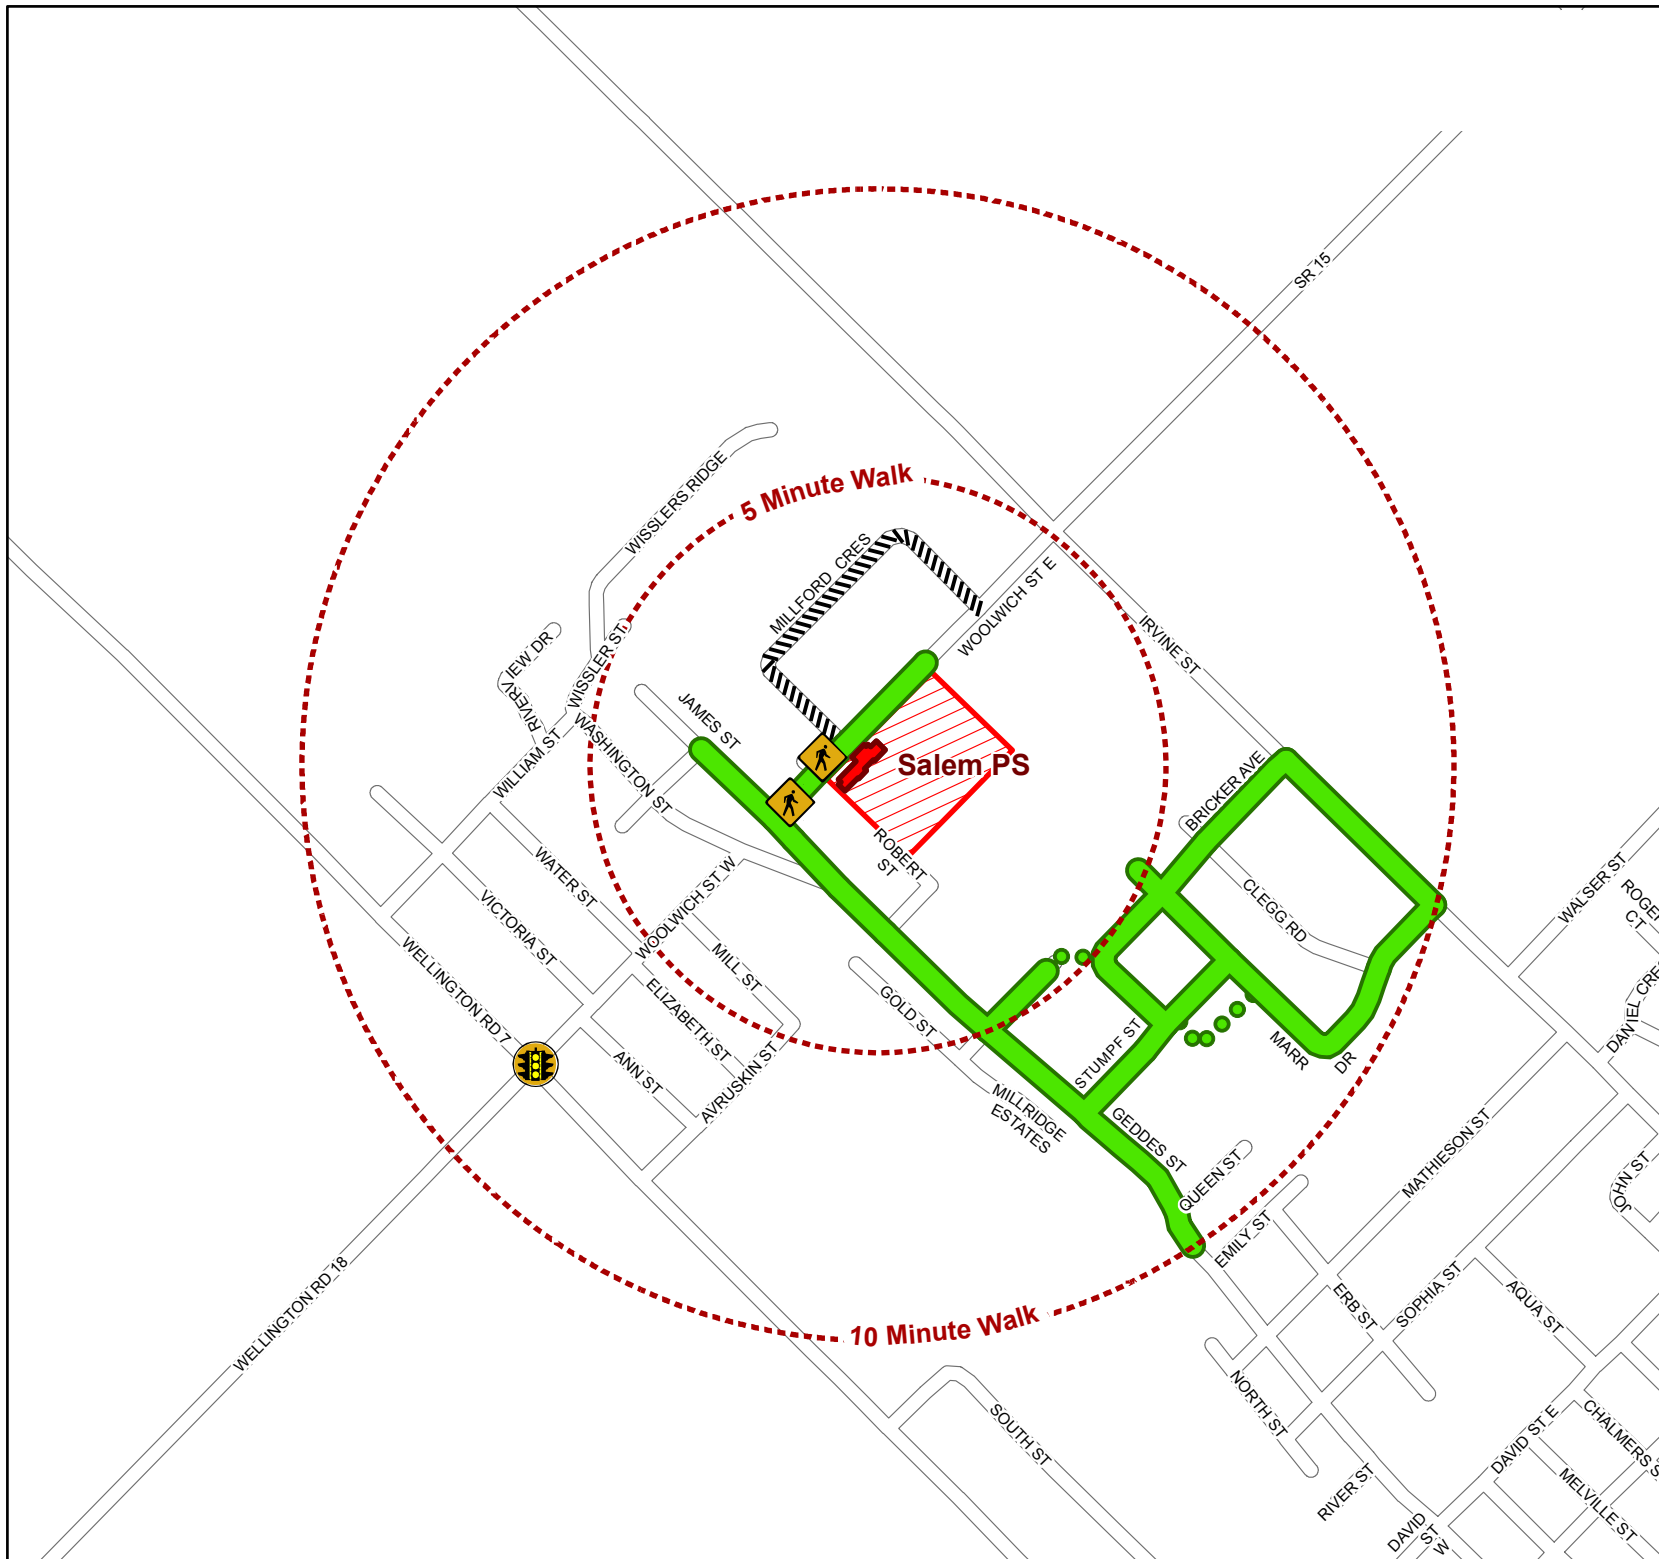 SR 15
5 Minute Walk
WISSLERS RIDGE
MILLFORD CRES
WOOLWICH ST E
IRVINE ST
RIVERVIEW DR
WISSLER ST
JAMES ST
WASHINGTON ST
WILLIAM ST
Salem PS
BRICKER AVE
ROBERT
ST
CLEGG RD
WALSER ST
CT
WATER ST
VICTORIA ST
WOOLWICH ST W
MILL ST
WELLINGTON RD 7
ELIZABETH ST
GOLD ST
ANN ST
AVRUSKIN ST
STUMPF ST
MARR
DR
MILLRIDGE
ESTATES
GEDDES ST
QUEEN ST
EMILY ST
MATHIESON ST
JOHN ST
WELLINGTON RD 18
10 Minute Walk
ERB ST
SOPHIA ST
AQUA ST
NORTH ST
SOUTH ST
RIVER ST
DAVID ST E
CHALMERS S
MELVILLE ST
DAVID
ST
W
DANIEL CRE